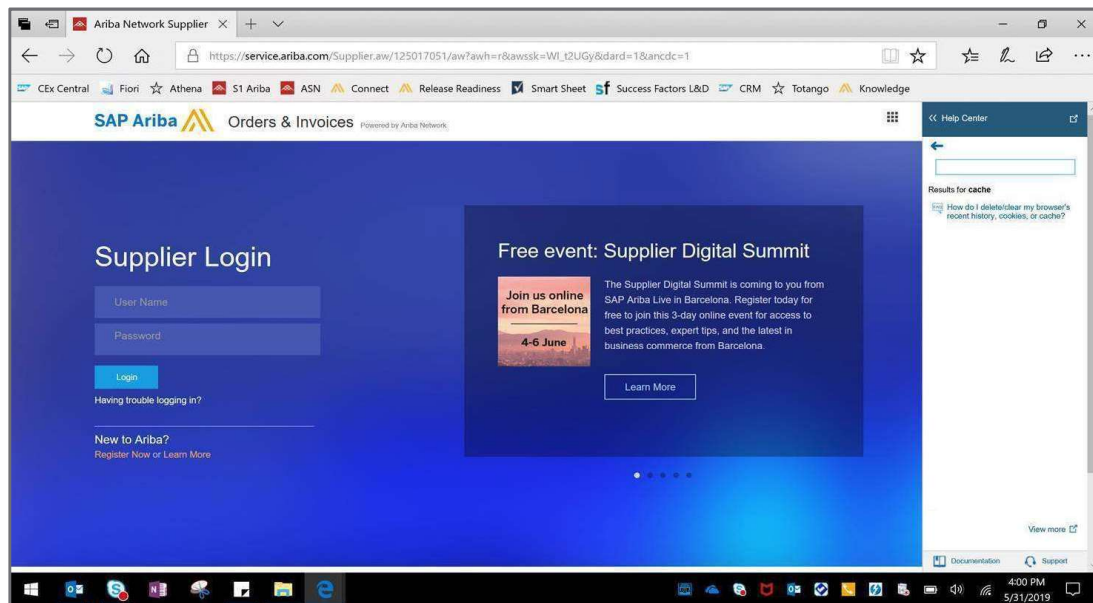 Ariba Network Supplier
https://service.ariba.com/Supplier.aw/125017051/aw?awh=r&awssk=WI_t2UGy&dard=1&ancdc=1
CEx Central Fiori Athena S1 Ariba ASN Connect Release Readiness Smart Sheet Sf Success Factors L&D CRM Totango Knowledge
SAP Ariba Orders & Invoices Powered by Ariba Network
Supplier Login
User Name
Password
Login
Having trouble logging in?
New to Ariba?
Register Now or Learn More
Free event: Supplier Digital Summit
Join us online
from Barcelona
4-6 June
The Supplier Digital Summit is coming to you from
SAP Ariba Live in Barcelona. Register today for
free to join this 3-day online event for access to
best practices, expert tips, and the latest in
business commerce from Barcelona.
Learn More
<< Help Center
Results for cache
How do I delete/clear my browser's
recent history, cookies, or cache?
View more
Documentation Support
4:00 PM
5/31/2019